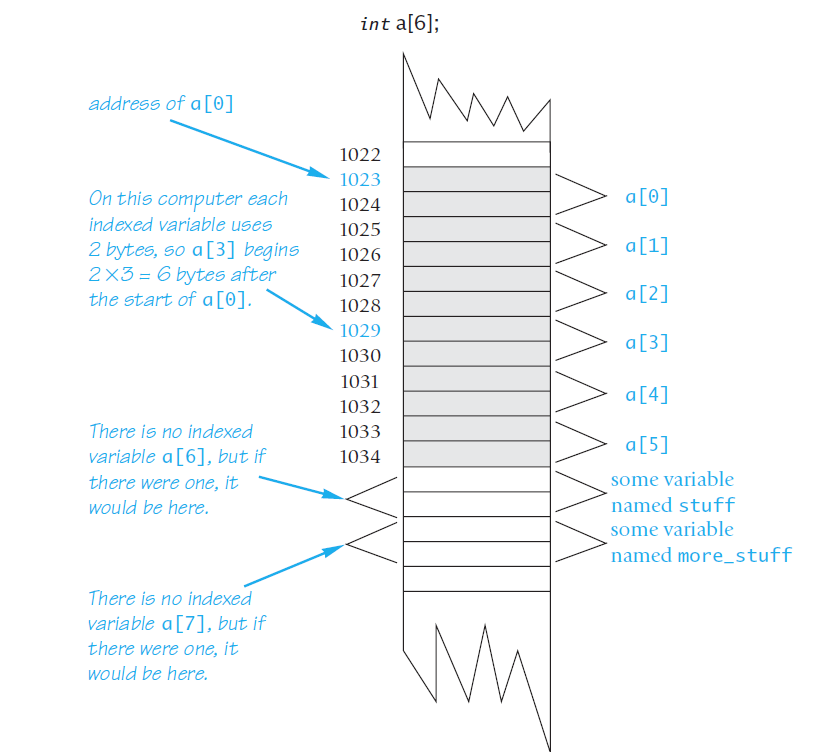 int a[6];
address of a[0]
1022
1023
On this computer each
indexed variable uses
2 bytes, so a[3] begins
2 ×3 = 6 bytes after
the start of a[0].
1024
1025
1026
1027
1028
1029
1030
1031
1032
1033
1034
a[0]
a[1]
a[2]
a[3]
a[4]
a[5]
There is no indexed
variable a[6], but if
there were one, it
would be here.
some variable
named stuff
some variable
named more_stuff
There is no indexed
variable a[7], but if
there were one, it
would be here.